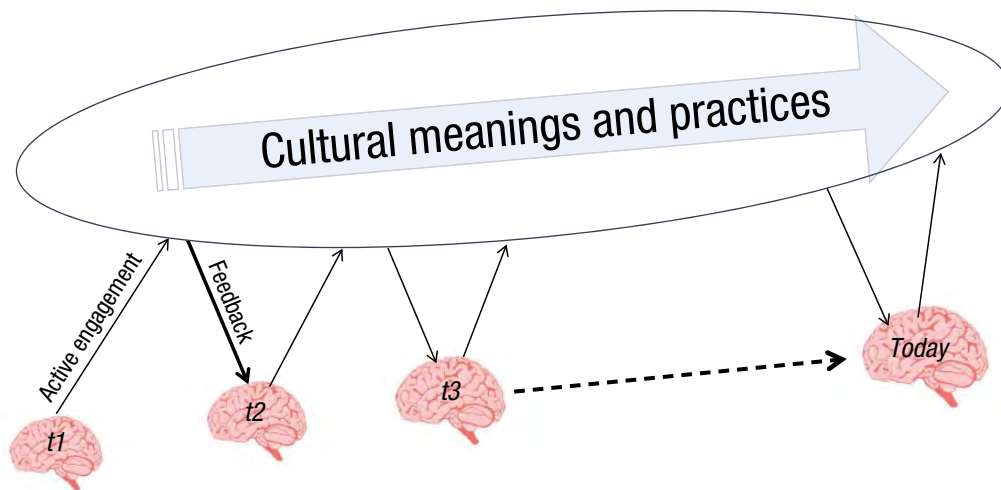 Cultural meanings and practices
Active engagement
Feedback
t1
t2
t3
Today